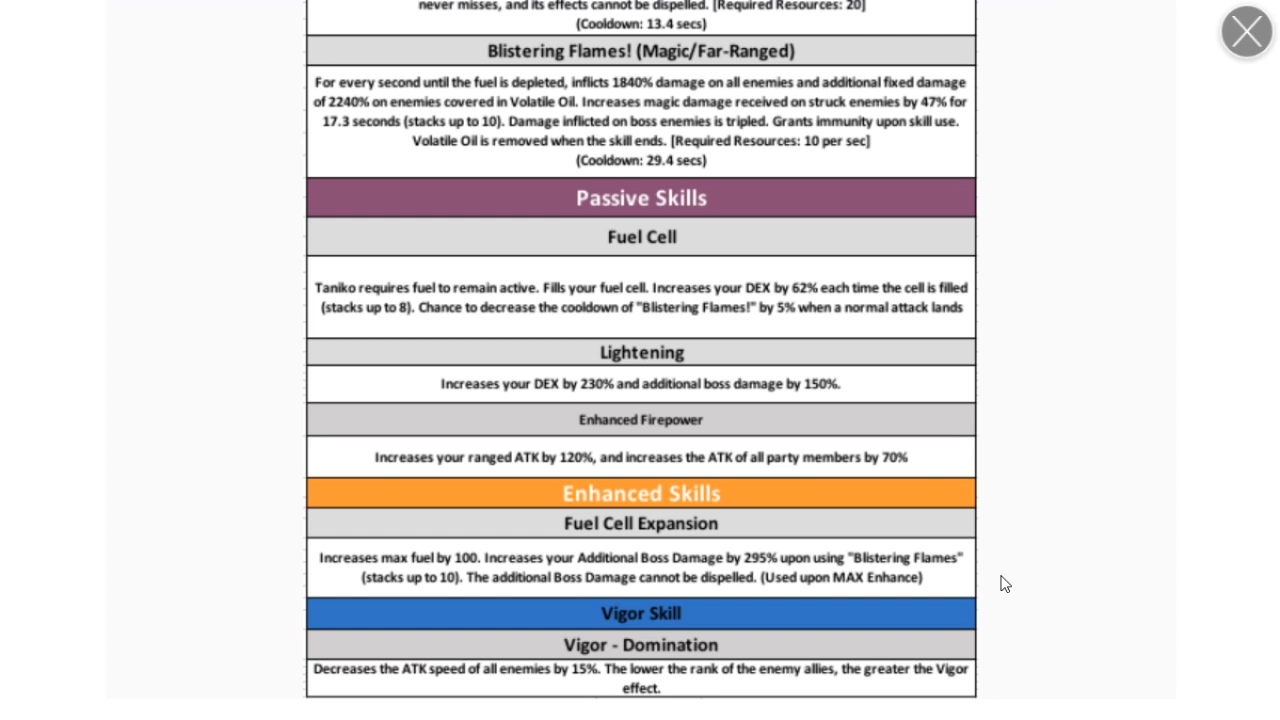 never misses, and its effects cannot be dispelled. [Required Resources: 20]
(Cooldown: 13.4 secs)
Blistering Flames! (Magic/Far-Ranged)
For every second until the fuel is depleted, inflicts 1840% damage on all enemies and additional fixed damage
of 2240% on enemies covered in Volatile Oil. Increases magic damage received on struck enemies by 47% for
17.3 seconds (stacks up to 10). Damage inflicted on boss enemies is tripled. Grants immunity upon skill use.
Volatile Oil is removed when the skill ends. [Required Resources: 10 per sec]
(Cooldown: 29.4 secs)
Passive Skills
Fuel Cell
Taniko requires fuel to remain active. Fills your fuel cell. Increases your DEX by 62% each time the cell is filled
(stacks up to 8). Chance to decrease the cooldown of "Blistering Flames!" by 5% when a normal attack lands
Lightening
Increases your DEX by 230% and additional boss damage by 150%.
Enhanced Firepower
Increases your ranged ATK by 120%, and increases the ATK of all party members by 70%
Enhanced Skills
Fuel Cell Expansion
Increases max fuel by 100. Increases your Additional Boss Damage by 295% upon using "Blistering Flames"
(stacks up to 10). The additional Boss Damage cannot be dispelled. (Used upon MAX Enhance)
Vigor Skill
Vigor - Domination
Decreases the ATK speed of all enemies by 15%. The lower the rank of the enemy allies, the greater the Vigor
effect.